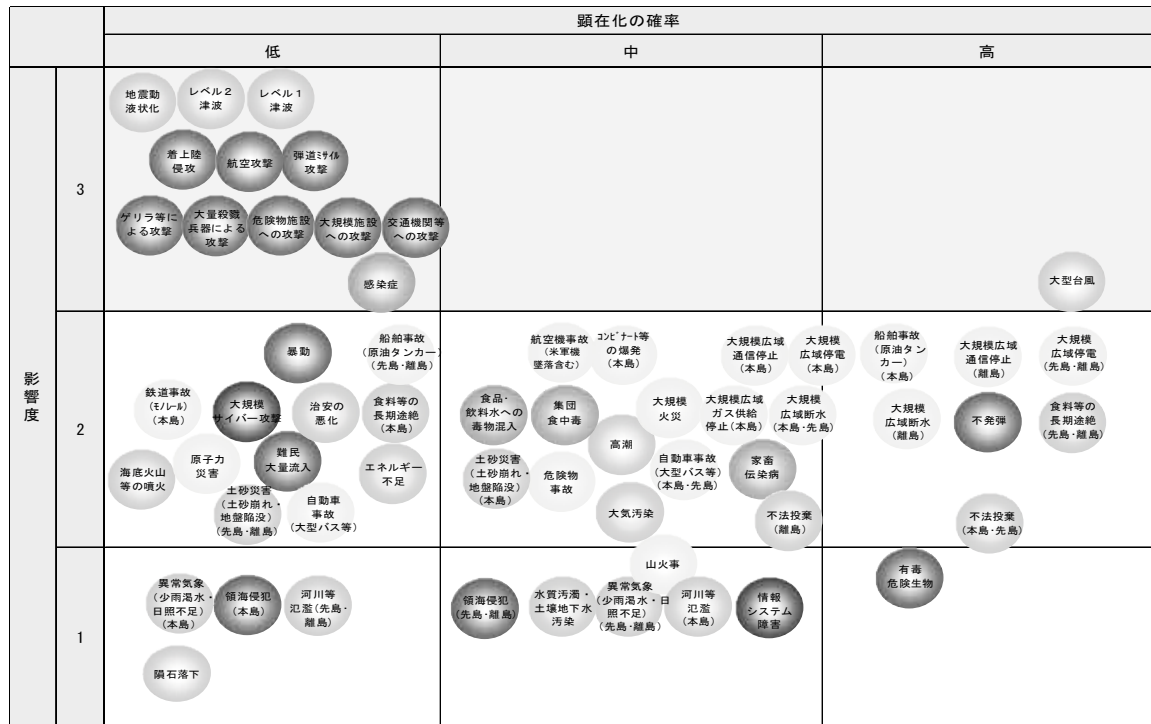 顕在化の確率
低
中
高
影響度
3
地震動
液状化
レベル2
津波
レベル1
津波
着上陸
侵攻
航空攻撃
弾道ﾐｻｲﾙ
攻撃
ゲリラ等に
よる攻撃
大量殺戮
兵器による
攻撃
危険物施設
への攻撃
大規模施設
への攻撃
交通機関等
への攻撃
感染症
大型台風
2
暴動
船舶事故
(原油タンカー)
(先島・離島)
鉄道事故
(ﾓﾉﾚｰﾙ)
(本島)
大規模
サイバー攻撃
治安の
悪化
食料等の
長期途絶
(本島)
海底火山
等の噴火
原子力
災害
難民
大量流入
エネルギー
不足
土砂災害
(土砂崩れ・
地盤陥没)
(先島・離島)
自動車
事故
(大型バス等)
航空機事故
(米軍機
墜落含む)
ｺﾝﾋﾞﾅｰﾄ等
の爆発
(本島)
大規模広域
通信停止
(本島)
大規模
広域停電
(本島)
食品・
飲料水への
毒物混入
集団
食中毒
大規模
火災
大規模広域
ガス供給
停止(本島)
大規模
広域断水
(本島・先島)
高潮
土砂災害
(土砂崩れ・
地盤陥没)
(本島)
危険物
事故
自動車事故
(大型バス等)
(本島・先島)
家畜
伝染病
大気汚染
不法投棄
(離島)
船舶事故
(原油タン
カー)
(本島)
大規模広域
通信停止
(離島)
大規模
広域停電
(先島・離島)
大規模
広域断水
(離島)
不発弾
食料等の
長期途絶
(先島・離島)
不法投棄
(本島・先島)
1
異常気象
(少雨渇水・
日照不足)
(本島)
領海侵犯
(本島)
河川等
氾濫(先島・
離島)
隕石落下
山火事
領海侵犯
(先島・離島)
水質汚濁・
土壌地下水
汚染
異常気象
(少雨渇水・日
照不足)
(先島・離島)
河川等
氾濫
(本島)
情報
システム
障害
有毒
危険生物